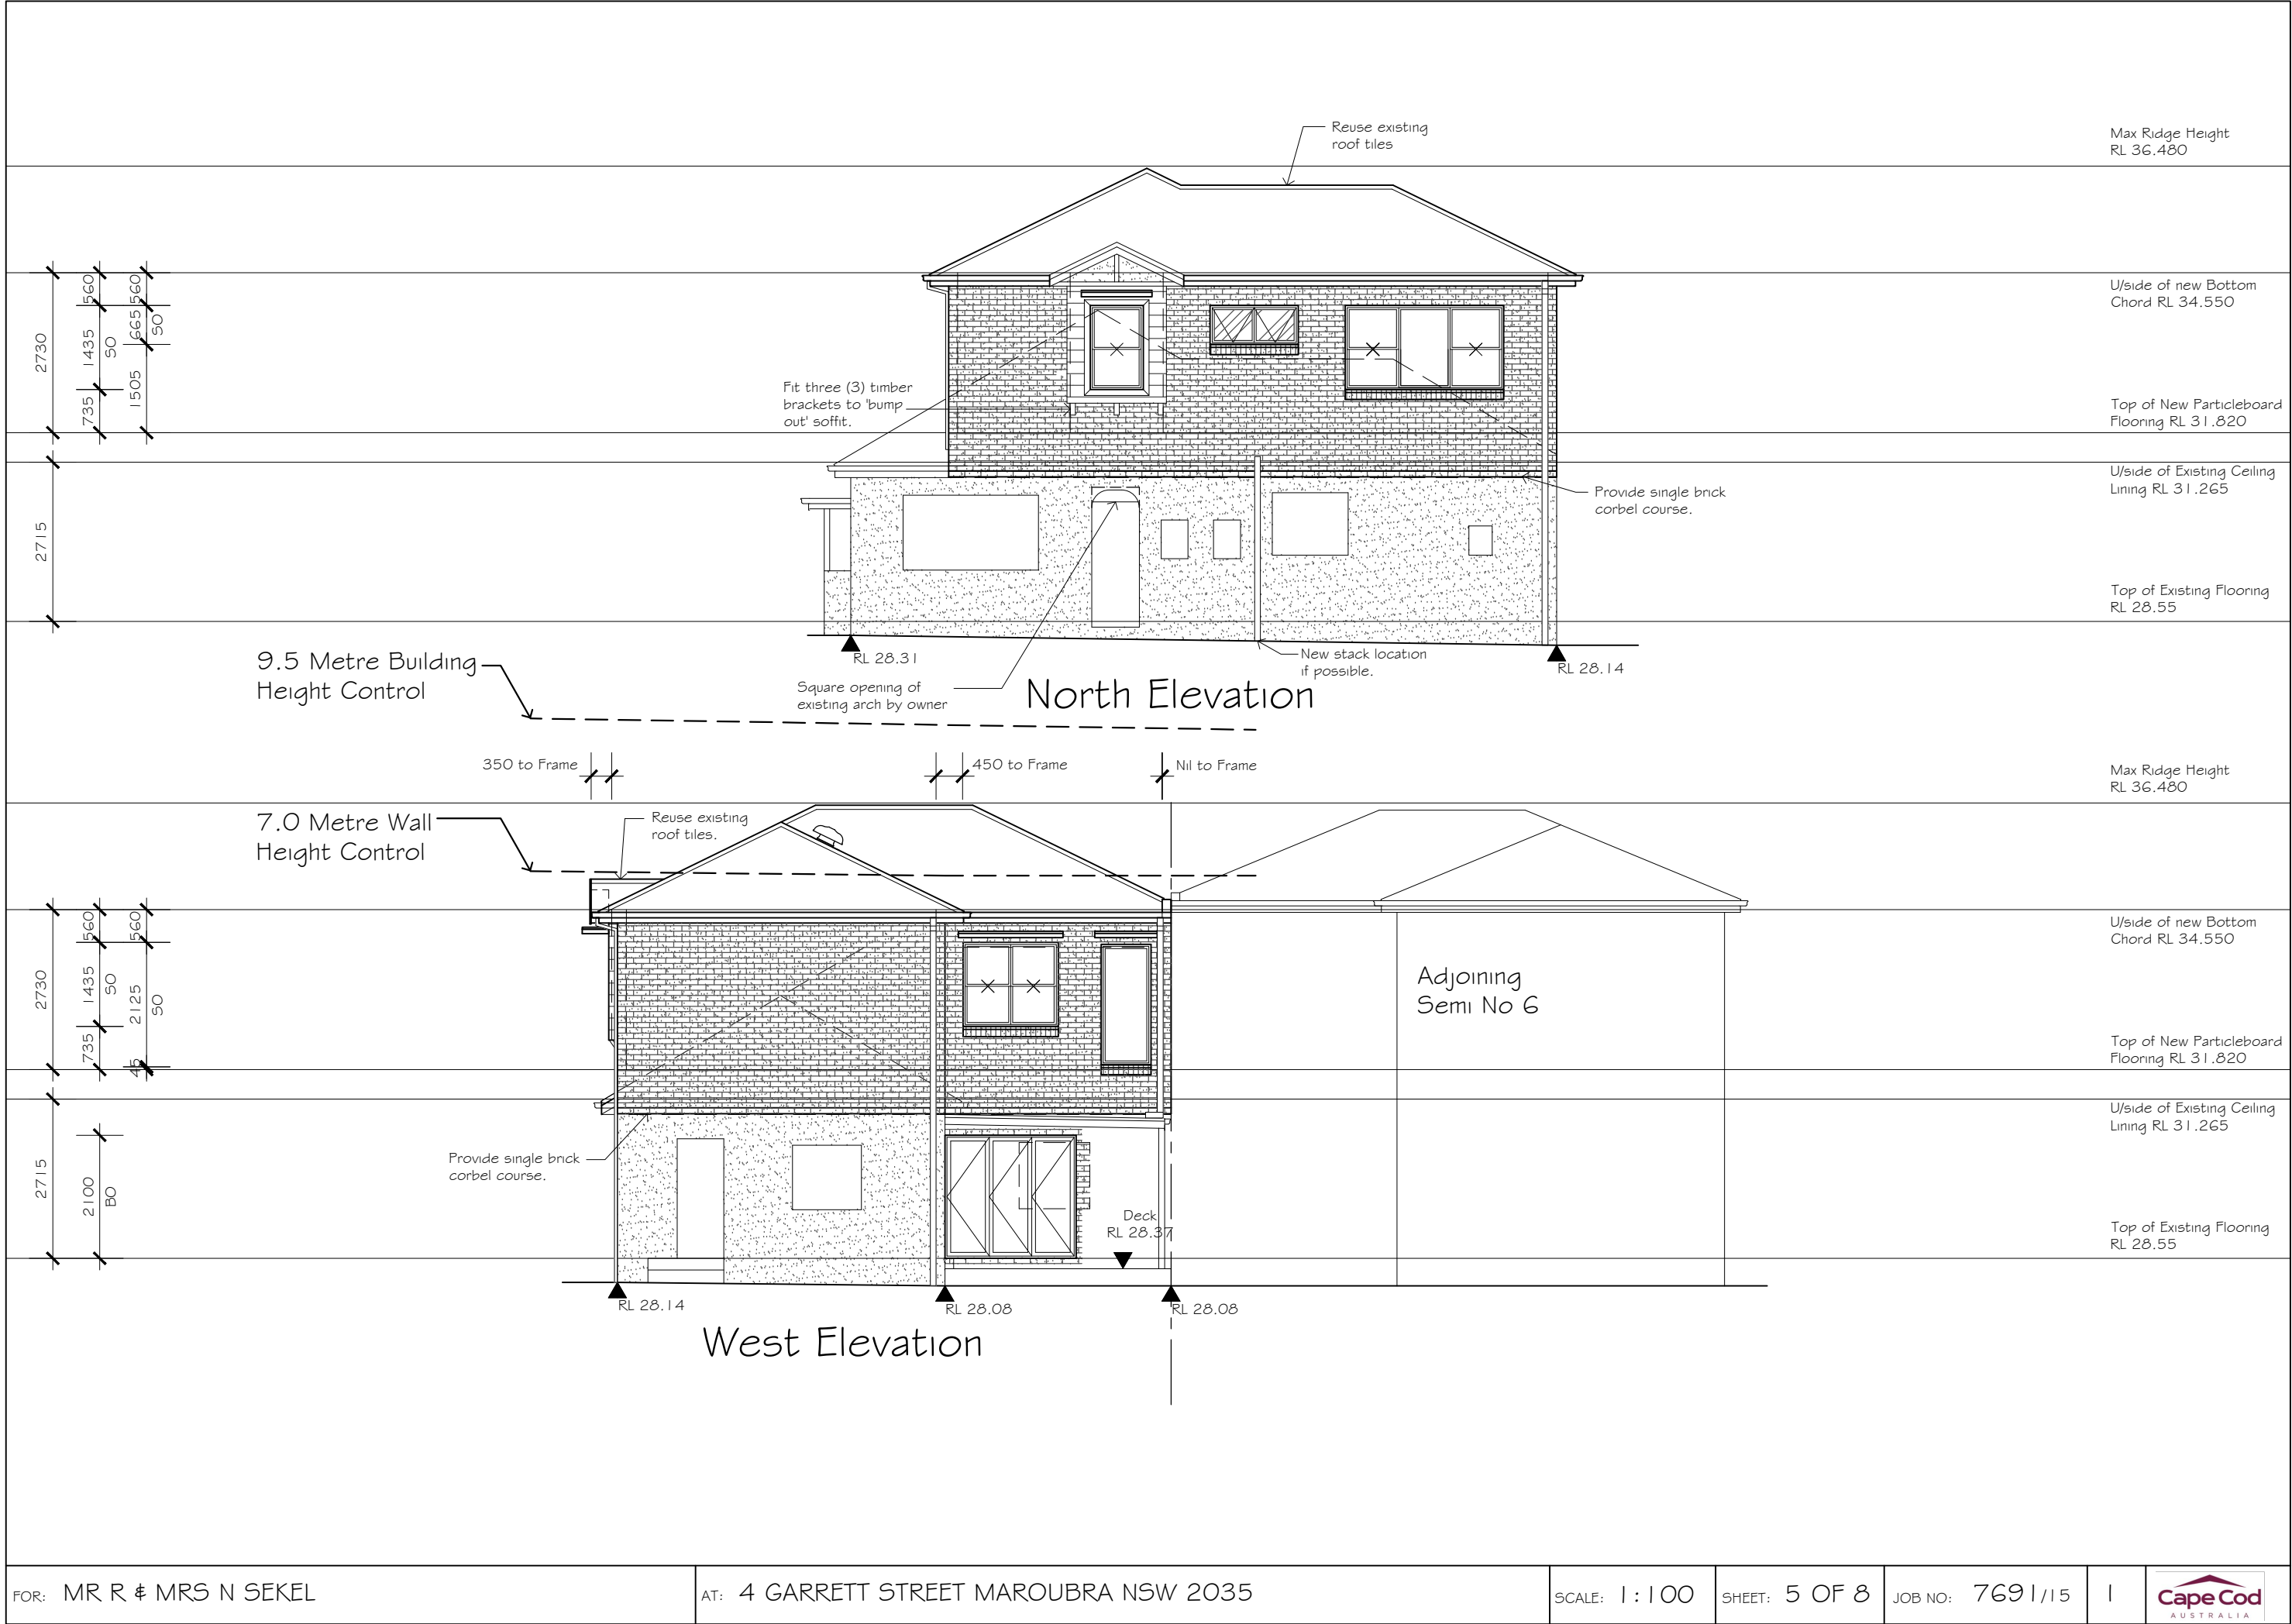 Reuse existing
roof tiles
Max Ridge Height
RL 36.480
560
560
1435
SO
665
SO
2730
735
1505
U/side of new Bottom
Chord RL 34.550
Fit three (3) timber
brackets to 'bump
out' soffit.
Top of New Particleboard
Flooring RL 31.820
U/side of Existing Ceiling
Lining RL 31.265
Provide single brick
corbel course.
2715
Top of Existing Flooring
RL 28.55
RL 28.31
New stack location
if possible.
RL 28.14
Square opening of
existing arch by owner
North Elevation
9.5 Metre Building
Height Control
350 to Frame
450 to Frame
Nil to Frame
Max Ridge Height
RL 36.480
7.0 Metre Wall
Height Control
Reuse existing
roof tiles.
560
560
1435
SO
2125
SO
2730
735
45
U/side of new Bottom
Chord RL 34.550
Adjoining
Semi No 6
Top of New Particleboard
Flooring RL 31.820
U/side of Existing Ceiling
Lining RL 31.265
Provide single brick
corbel course.
2715
2100
BO
Deck
RL 28.37
Top of Existing Flooring
RL 28.55
RL 28.14
RL 28.08
RL 28.08
West Elevation
FOR: MR R & MRS N SEKEL
AT: 4 GARRETT STREET MAROUBRA NSW 2035
SCALE: 1:100
SHEET: 5 OF 8
JOB NO: 7691/15
1
Cape Cod
AUSTRALIA